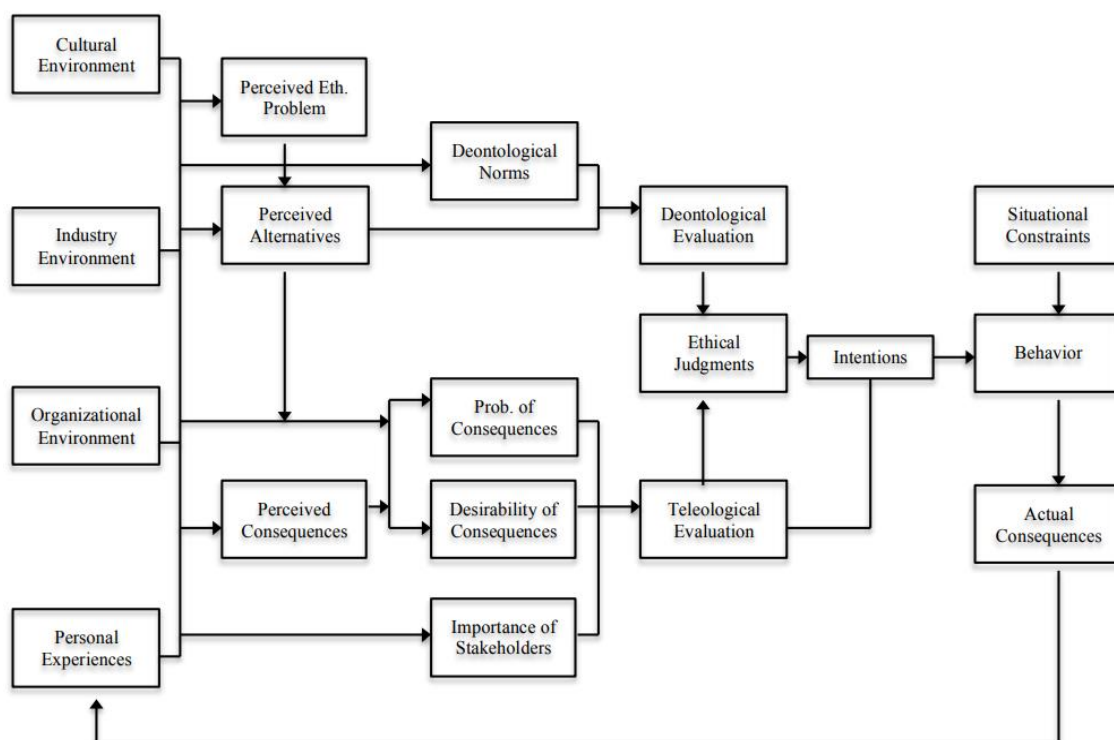 Cultural
Environment
Perceived Eth.
Problem
Deontological
Norms
Industry
Environment
Perceived
Alternatives
Deontological
Evaluation
Situational
Constraints
Ethical
Judgments
Intentions
Behavior
Organizational
Environment
Prob. of
Consequences
Perceived
Consequences
Desirability of
Consequences
Teleological
Evaluation
Actual
Consequences
Personal
Experiences
Importance of
Stakeholders